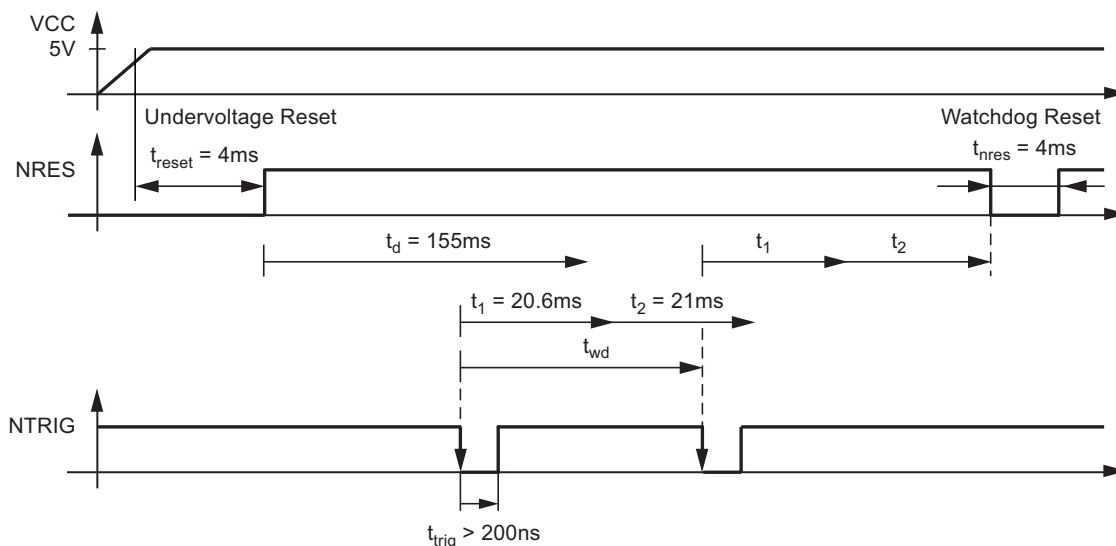 VCC
5V
Undervoltage Reset
Watchdog Reset
t_reset = 4ms
t_nres = 4ms
NRES
t_d = 155ms
t_1
t_2
t_1 = 20.6ms
t_2 = 21ms
t_wd
NTRIG
t_trig > 200ns